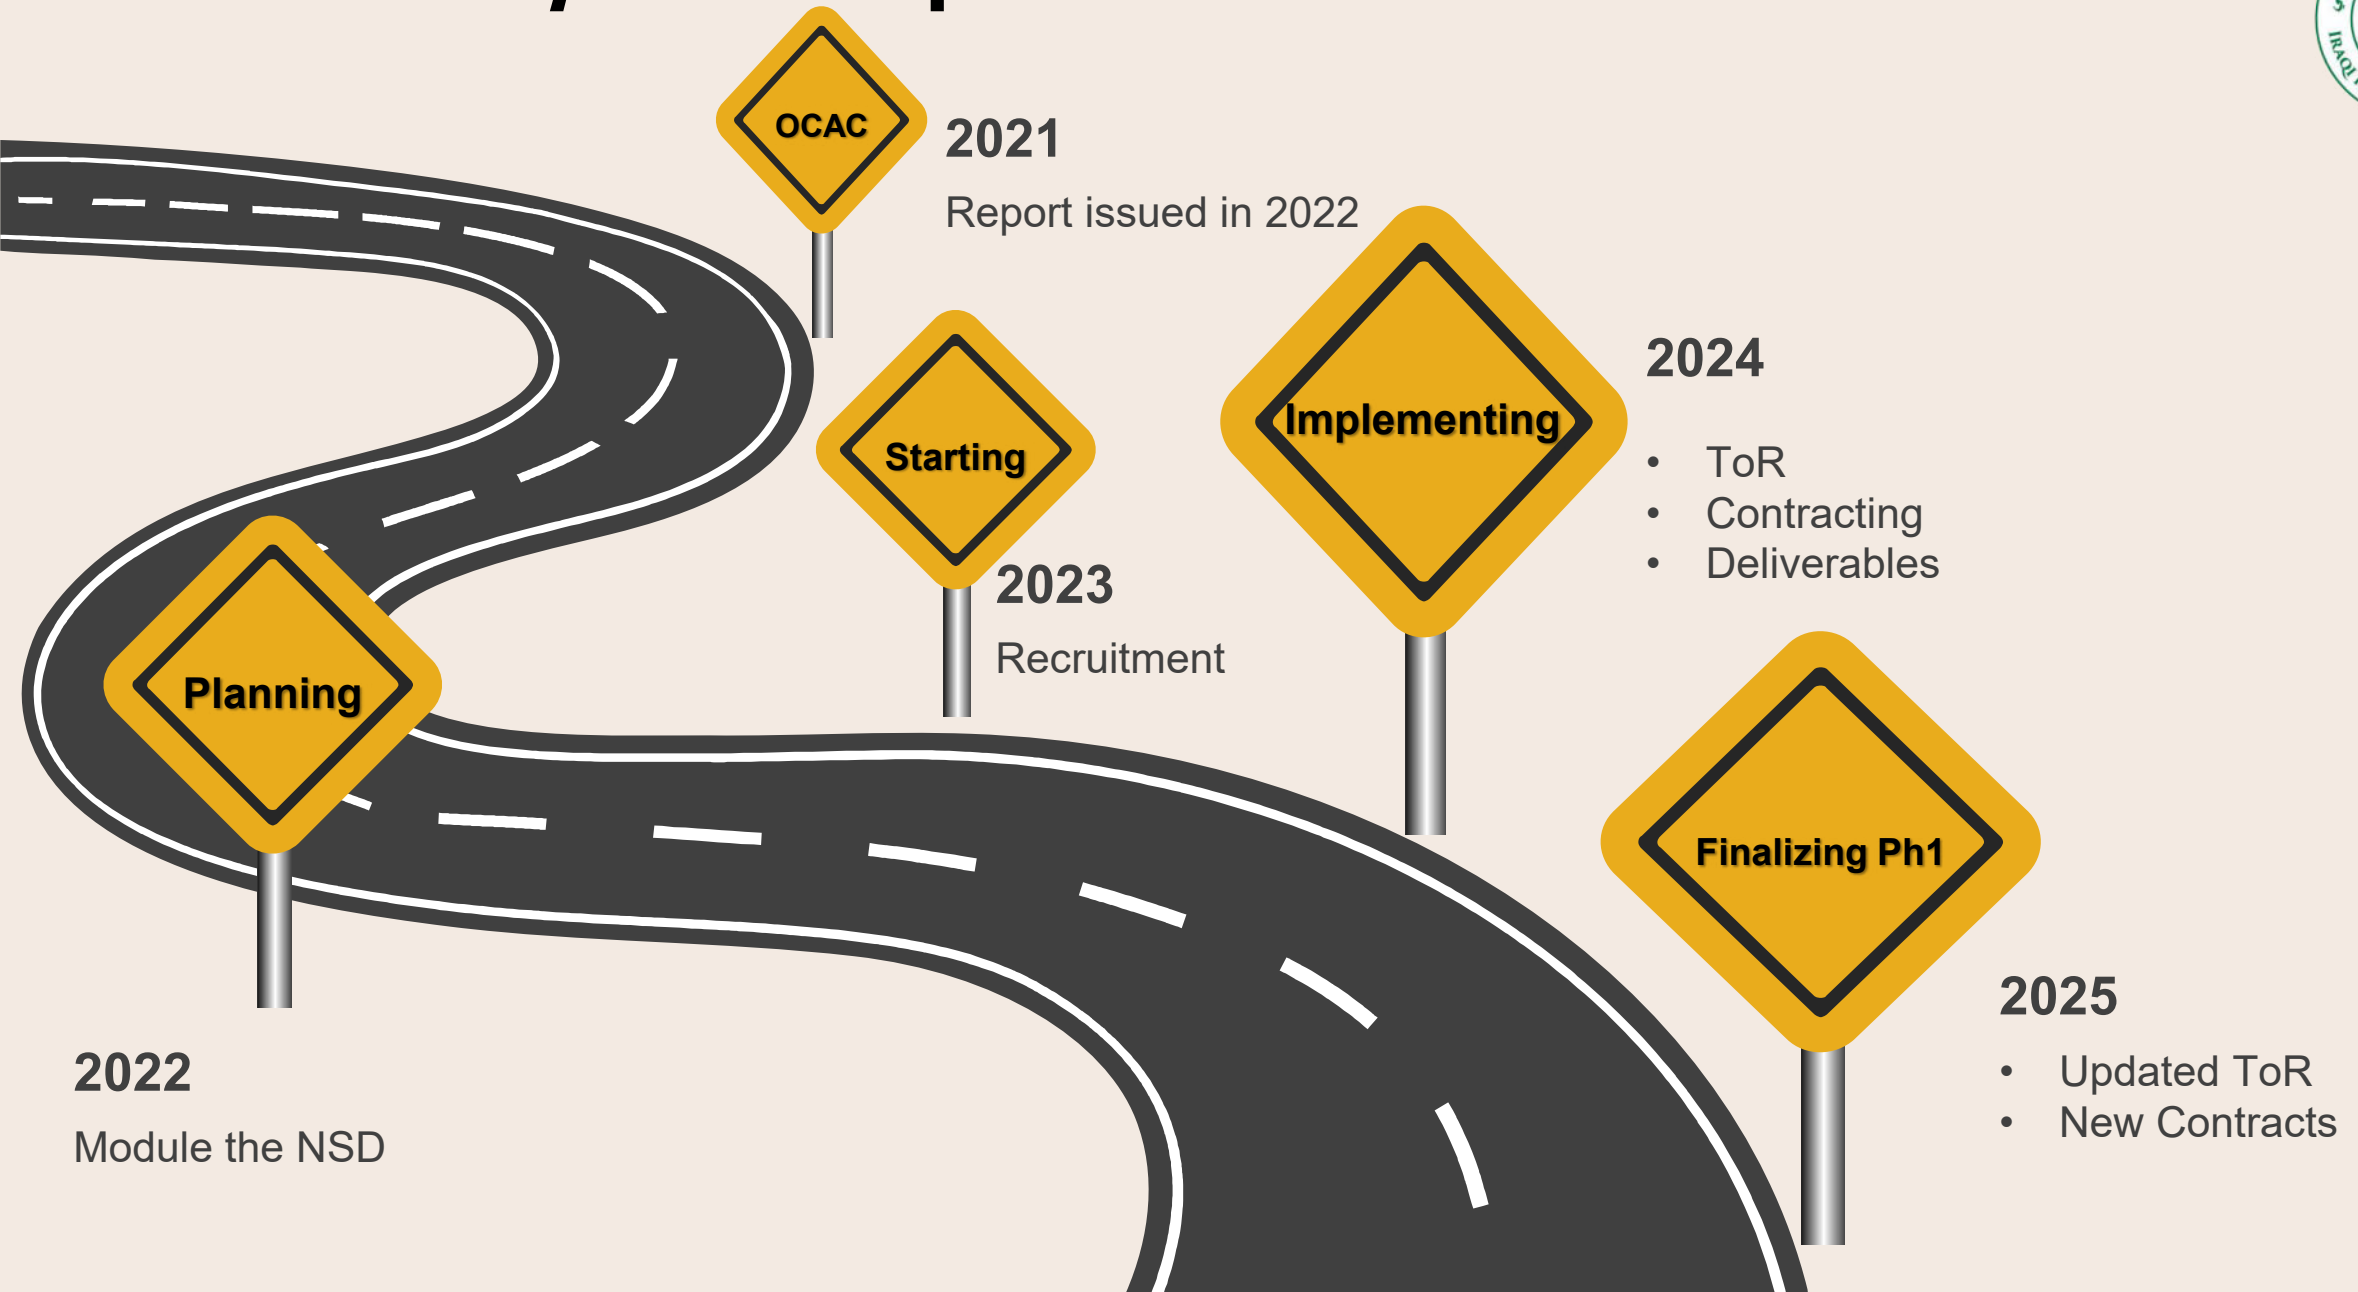 OCAC
2021
Report issued in 2022
Planning
2022
Module the NSD
Starting
2023
Recruitment
Implementing
2024
• ToR
• Contracting
• Deliverables
Finalizing Ph1
2025
• Updated ToR
• New Contracts
IRAQI